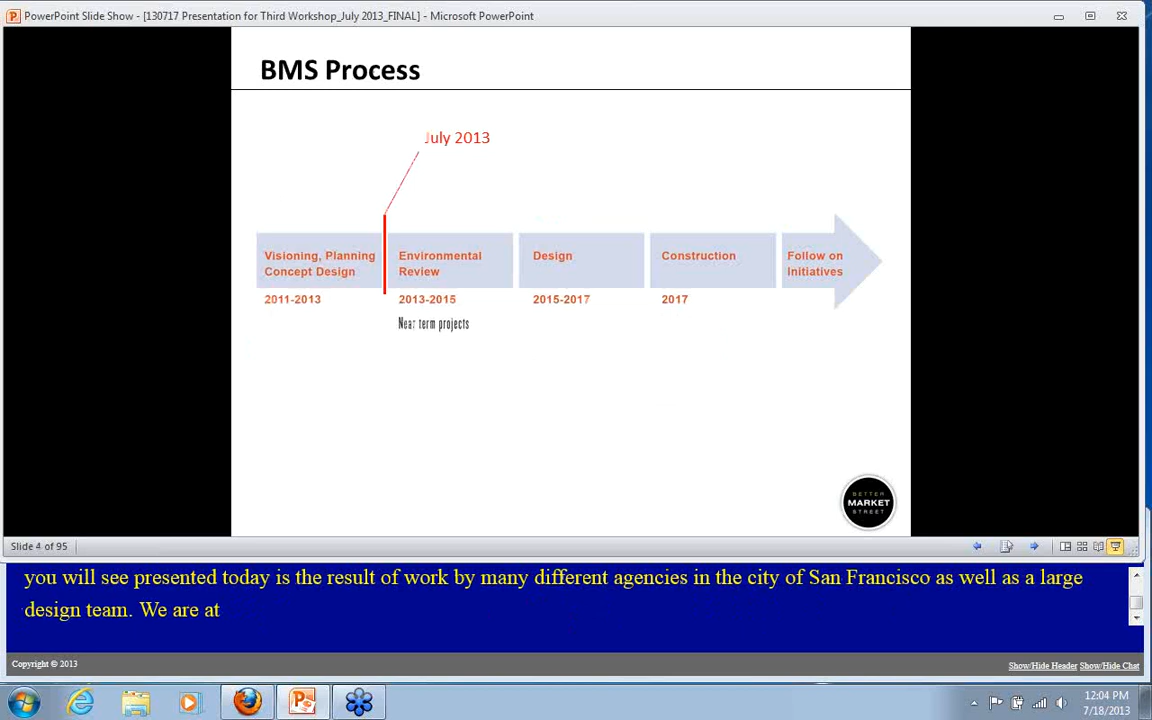 PowerPoint Slide Show - [130717 Presentation for Third Workshop_July 2013_FINAL] - Microsoft PowerPoint
BMS Process
July 2013
Visioning, Planning
Concept Design
Environmental
Review
Design
Construction
Follow on
Initiatives
2011-2013
2013-2015
2015-2017
2017
Near term projects
BETTER
MARKET
STREET
Slide 4 of 95
you will see presented today is the result of work by many different agencies in the city of San Francisco as well as a large
design team. We are at
Copyright © 2013
Show/Hide Header Show/Hide Chat
12:04 PM
7/18/2013